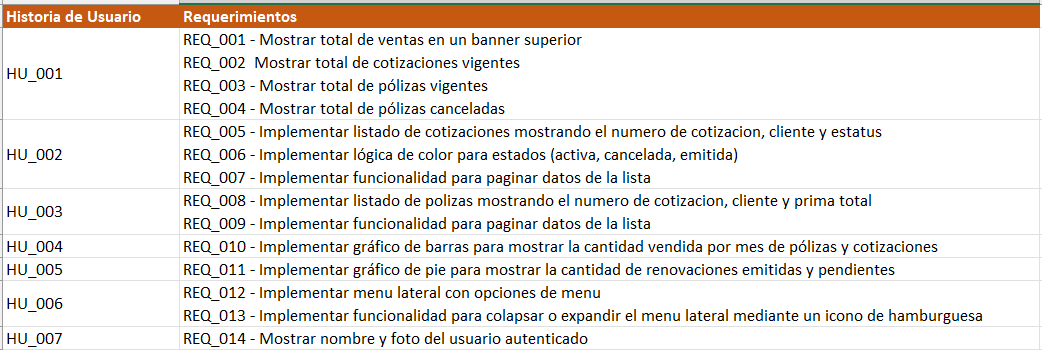 Historia de Usuario Requerimientos
HU_001
REQ_001 - Mostrar total de ventas en un banner superior
REQ_002  Mostrar total de cotizaciones vigentes
REQ_003 - Mostrar total de pólizas vigentes
REQ_004 - Mostrar total de pólizas canceladas
HU_002
REQ_005 - Implementar listado de cotizaciones mostrando el numero de cotizacion, cliente y estatus
REQ_006 - Implementar lógica de color para estados (activa, cancelada, emitida)
REQ_007 - Implementar funcionalidad para paginar datos de la lista
HU_003
REQ_008 - Implementar listado de polizas mostrando el numero de cotizacion, cliente y prima total
REQ_009 - Implementar funcionalidad para paginar datos de la lista
HU_004 REQ_010 - Implementar gráfico de barras para mostrar la cantidad vendida por mes de pólizas y cotizaciones
HU_005 REQ_011 - Implementar gráfico de pie para mostrar la cantidad de renovaciones emitidas y pendientes
HU_006
REQ_012 - Implementar menu lateral con opciones de menu
REQ_013 - Implementar funcionalidad para colapsar o expandir el menu lateral mediante un icono de hamburguesa
HU_007 REQ_014 - Mostrar nombre y foto del usuario autenticado